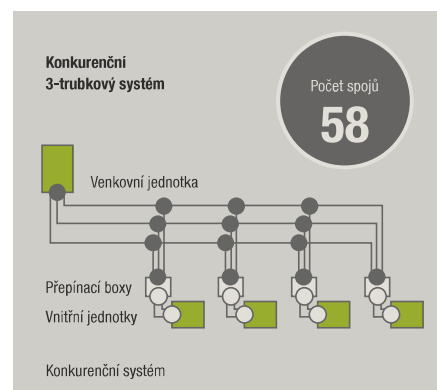 Konkurenční
3-trubkový systém
Počet spojů
58
Venkovní jednotka
Přepínací boxy
Vnitřní jednotky
Konkurenční systém